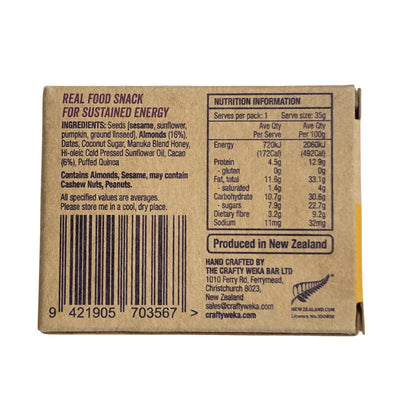 REAL FOOD SNACK
FOR SUSTAINED ENERGY
INGREDIENTS: Seeds [sesame, sunflower,
pumpkin, ground linseed], Almonds (16%),
Dates, Coconut Sugar, Manuka Blend Honey,
Hi-oleic Cold Pressed Sunflower Oil, Cacao
(6%), Puffed Quinoa
Contains Almonds, Sesame, may contain
Cashew Nuts, Peanuts.
All specified values are averages.
Please store me in a cool, dry place.
9 421905 703567 >
NUTRITION INFORMATION
Serves per pack: 1 Serve size: 35g
Ave Qty Ave Qty
Per Serve Per 100g
Energy 720kJ 2060kJ
(172Cal) (492Cal)
Protein 4.5g 12.9g
- gluten 0g 0g
Fat, total 11.6g 33.1g
- saturated 1.4g 4g
Carbohydrate 10.7g 30.6g
- sugars 7.9g 22.7g
Dietary fibre 3.2g 9.2g
Sodium 11mg 32mg
Produced in New Zealand
HAND CRAFTED BY
THE CRAFTY WEKA BAR LTD
1010 Ferry Rd, Ferrymead,
Christchurch 8023,
New Zealand
sales@craftyweka.com
craftyweka.com
NEWZEALAND.COM
Licence No.